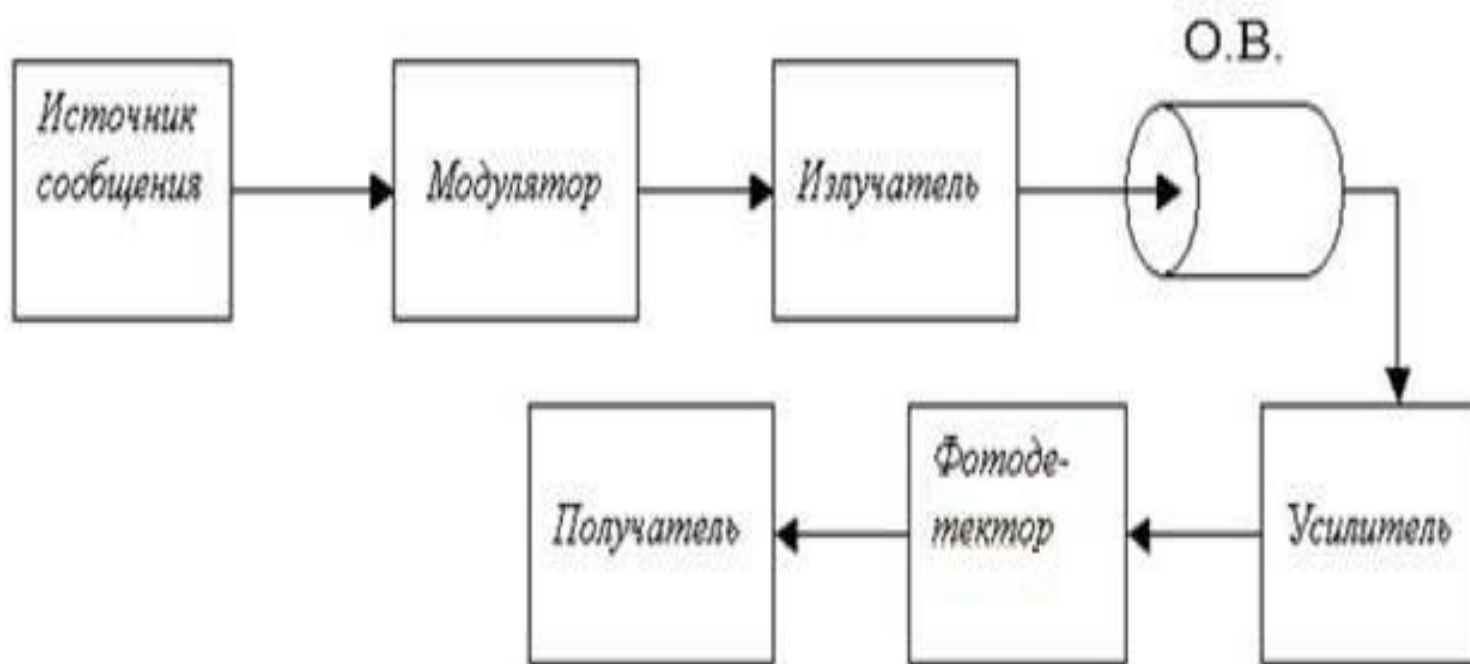 О.В.
Источник
сообщения
Модулятор
Излучатель
Получатель
Фотоде-
тектор
Усилитель